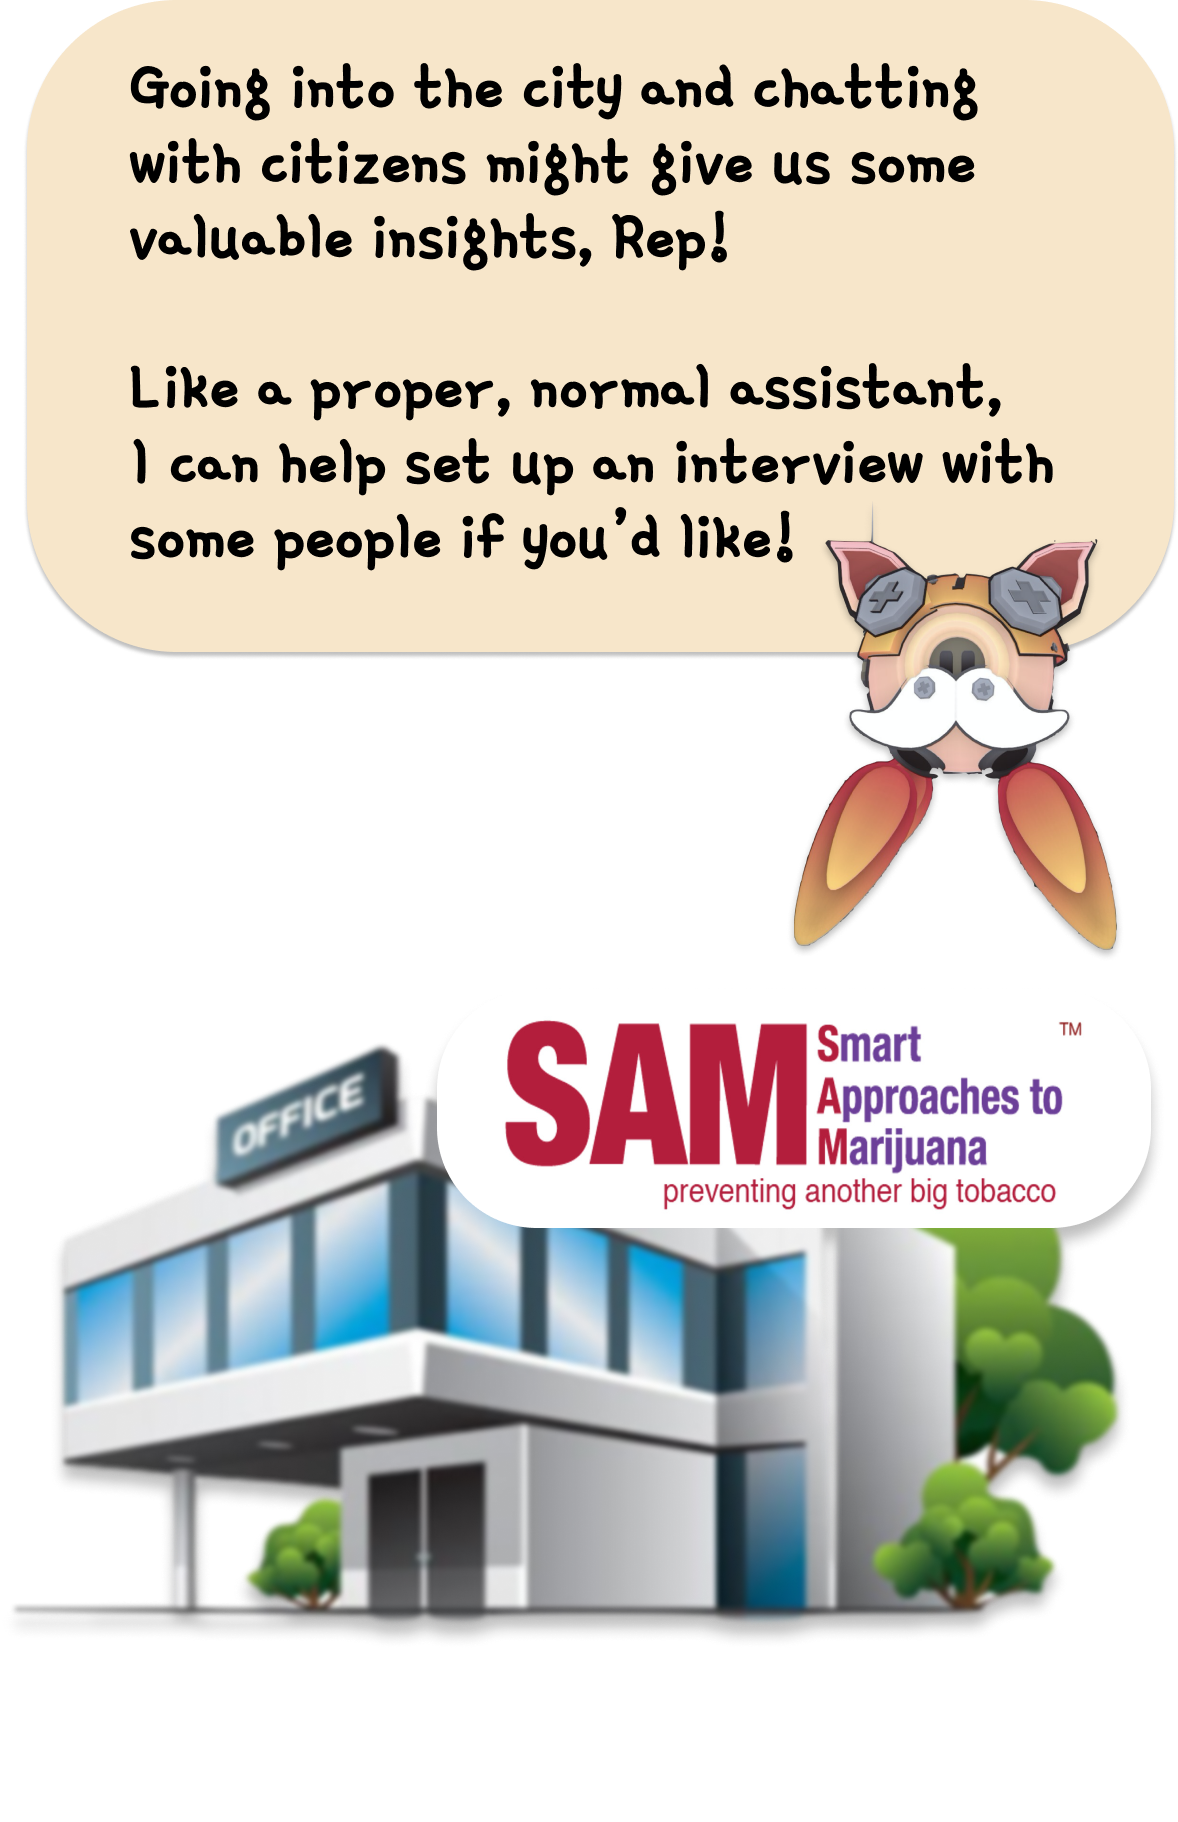 Going into the city and chatting
with citizens might give us some
valuable insights, Rep!
Like a proper, normal assistant,
I can help set up an interview with
some people if you'd like!
OFFICE
SAM
Smart
Approaches to
Marijuana
TM
preventing another big tobacco